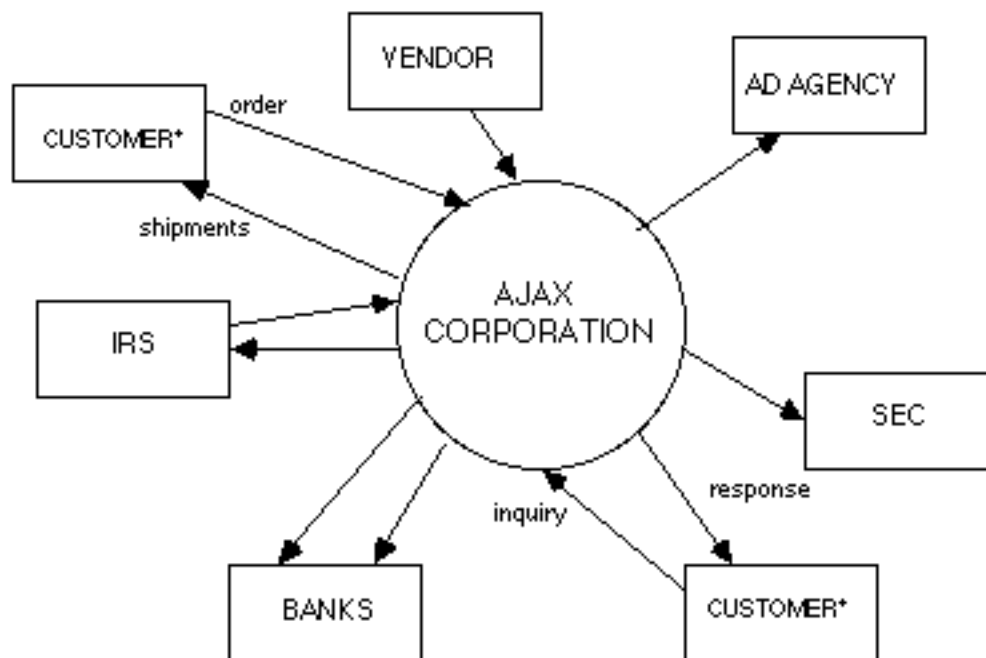 VENDOR
AD AGENCY
order
CUSTOMER*
shipments
AJAX
CORPORATION
IRS
SEC
response
inquiry
BANKS
CUSTOMER*